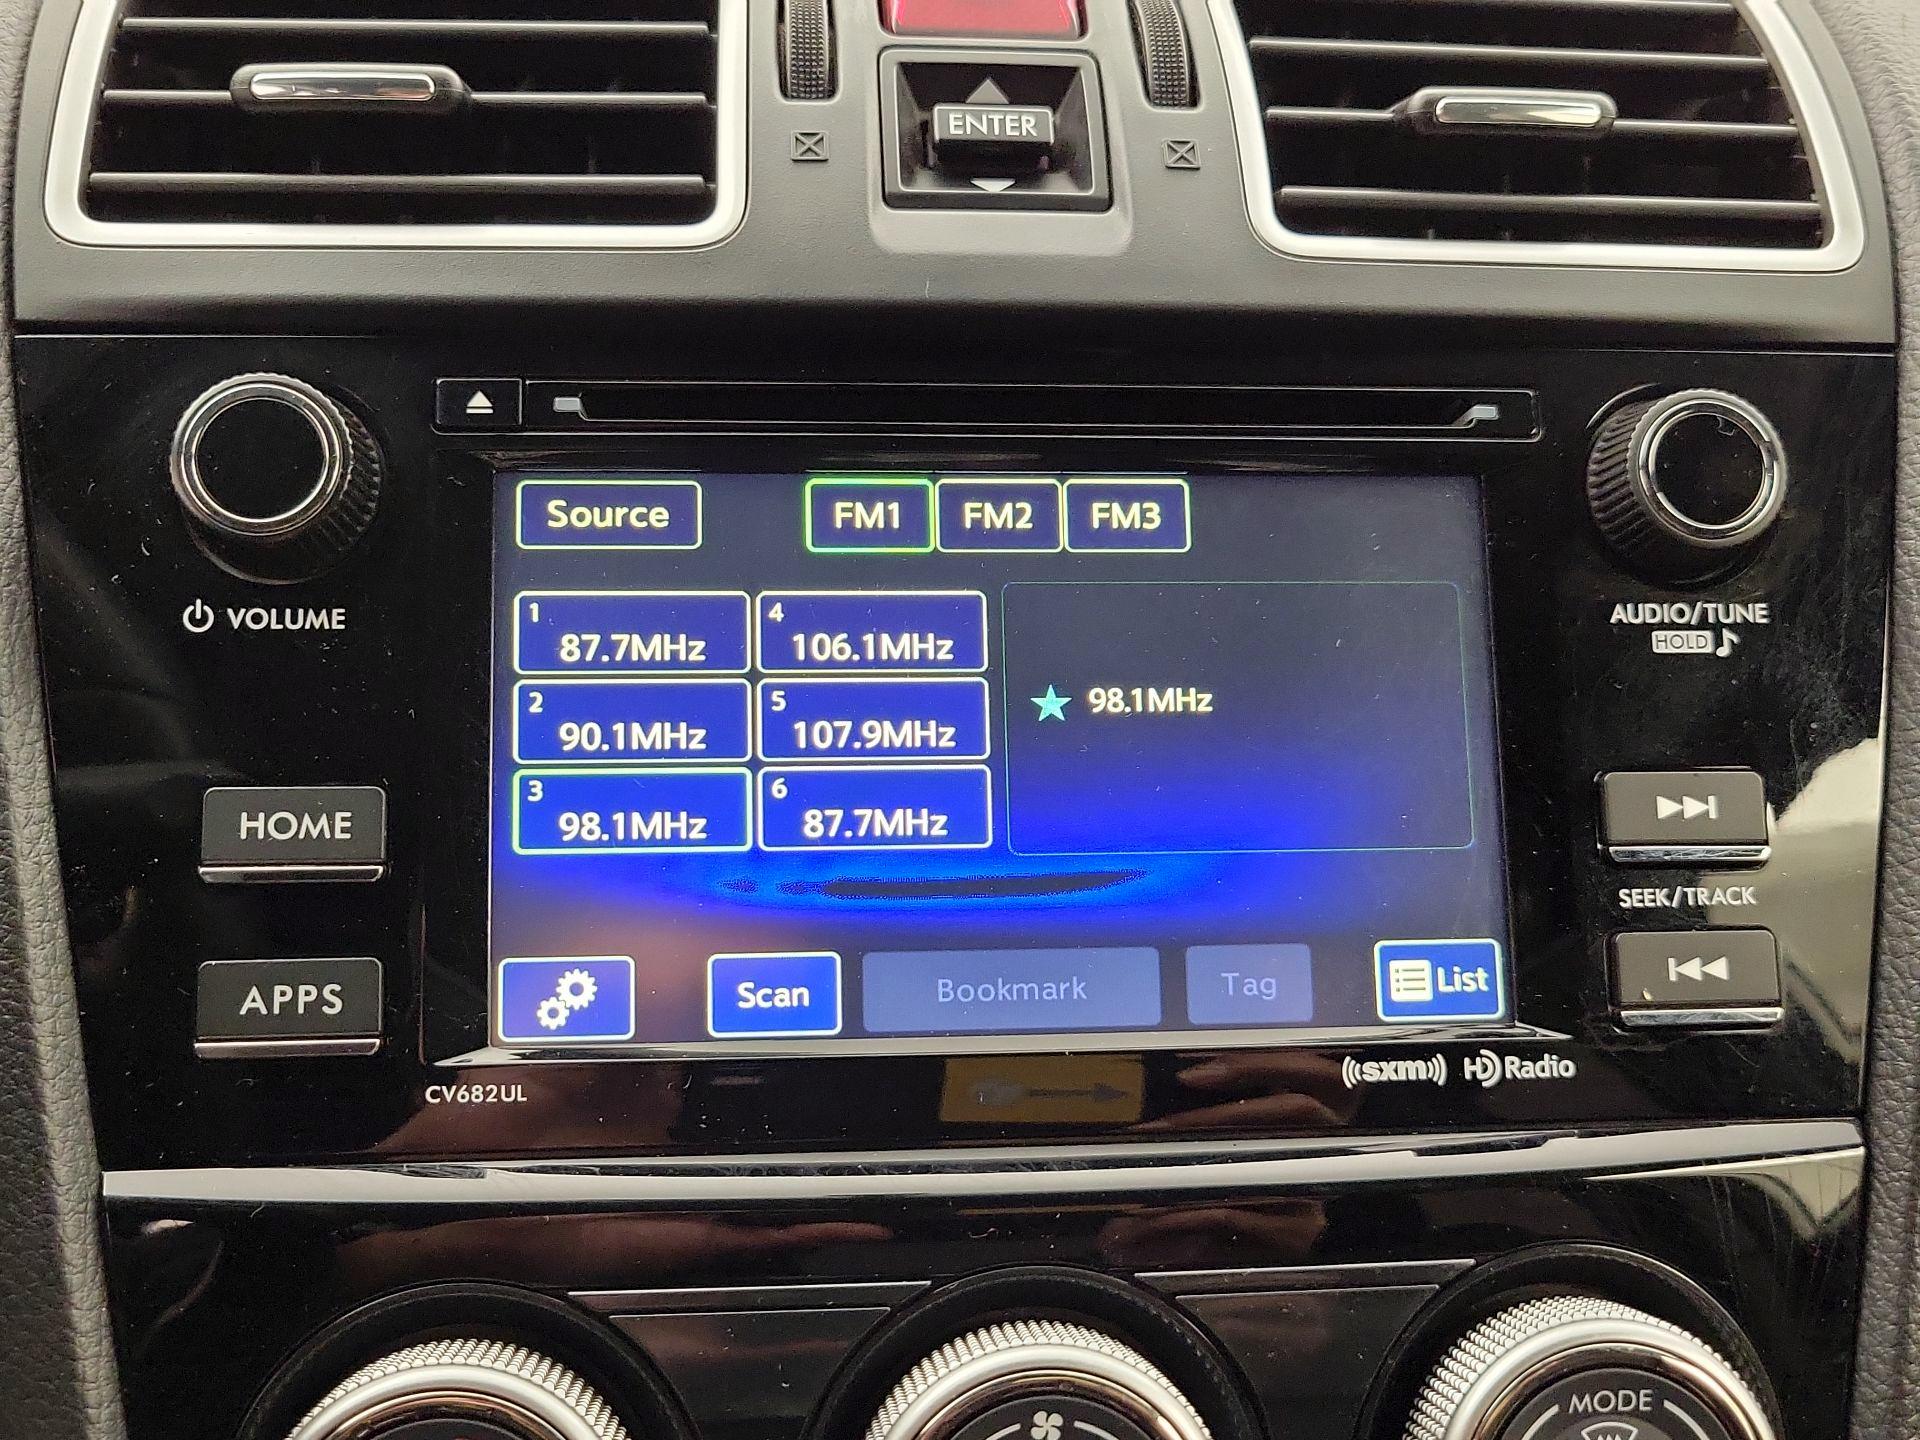 ENTER
VOLUME
AUDIO/TUNE
HOLD
Source
FM1
FM2
FM3
1
87.7MHz
4
106.1MHz
2
90.1MHz
5
107.9MHz
3
98.1MHz
6
87.7MHz
98.1MHz
HOME
APPS
SEEK/TRACK
Scan
Bookmark
Tag
List
CV682UL
((sxm))
HD Radio
MODE